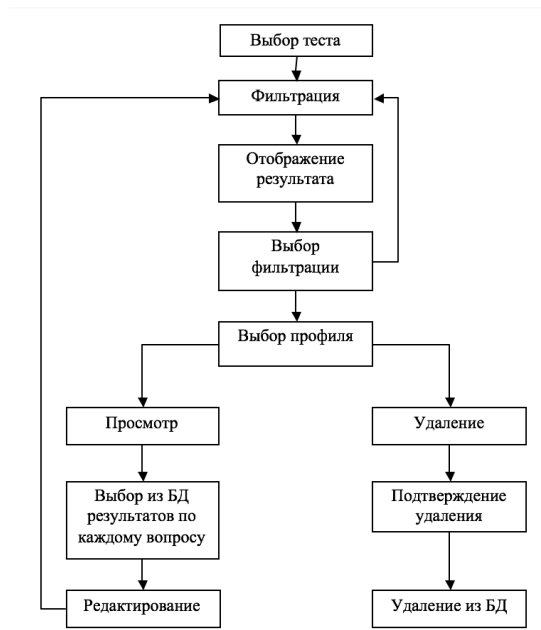 Выбор теста
Фильтрация
Отображение
результата
Выбор
фильтрации
Выбор профиля
Просмотр
Удаление
Выбор из БД
результатов по
каждому вопросу
Подтверждение
удаления
Редактирование
Удаление из БД